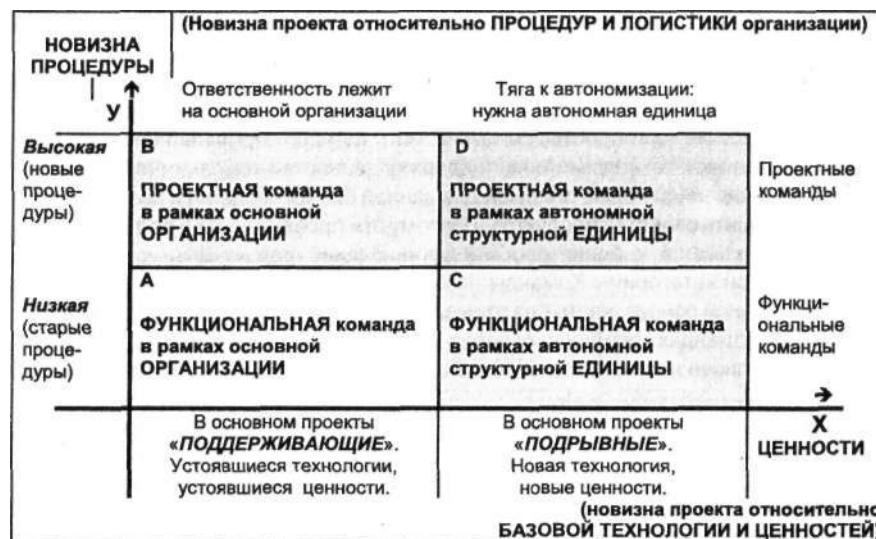 (Новизна проекта относительно ПРОЦЕДУР И ЛОГИСТИКИ организации)
НОВИЗНА
ПРОЦЕДУРЫ
У
Ответственность лежит
на основной организации
Тяга к автономизации:
нужна автономная единица
Высокая
(новые
проце-
дуры)
B
ПРОЕКТНАЯ команда
в рамках основной
ОРГАНИЗАЦИИ
D
ПРОЕКТНАЯ команда
в рамках автономной
структурной ЕДИНИЦЫ
Проектные
команды
Низкая
(старые
проце-
дуры)
A
ФУНКЦИОНАЛЬНАЯ команда
в рамках основной
ОРГАНИЗАЦИИ
C
ФУНКЦИОНАЛЬНАЯ команда
в рамках автономной
структурной ЕДИНИЦЫ
Функци-
ональные
команды
В основном проекты
«ПОДДЕРЖИВАЮЩИЕ».
Устоявшиеся технологии,
устоявшиеся ценности.
В основном проекты
«ПОДРЫВНЫЕ».
Новая технология,
новые ценности.
X
ЦЕННОСТИ
(новизна проекта относительно
БАЗОВОЙ ТЕХНОЛОГИИ И ЦЕННОСТЕЙ)